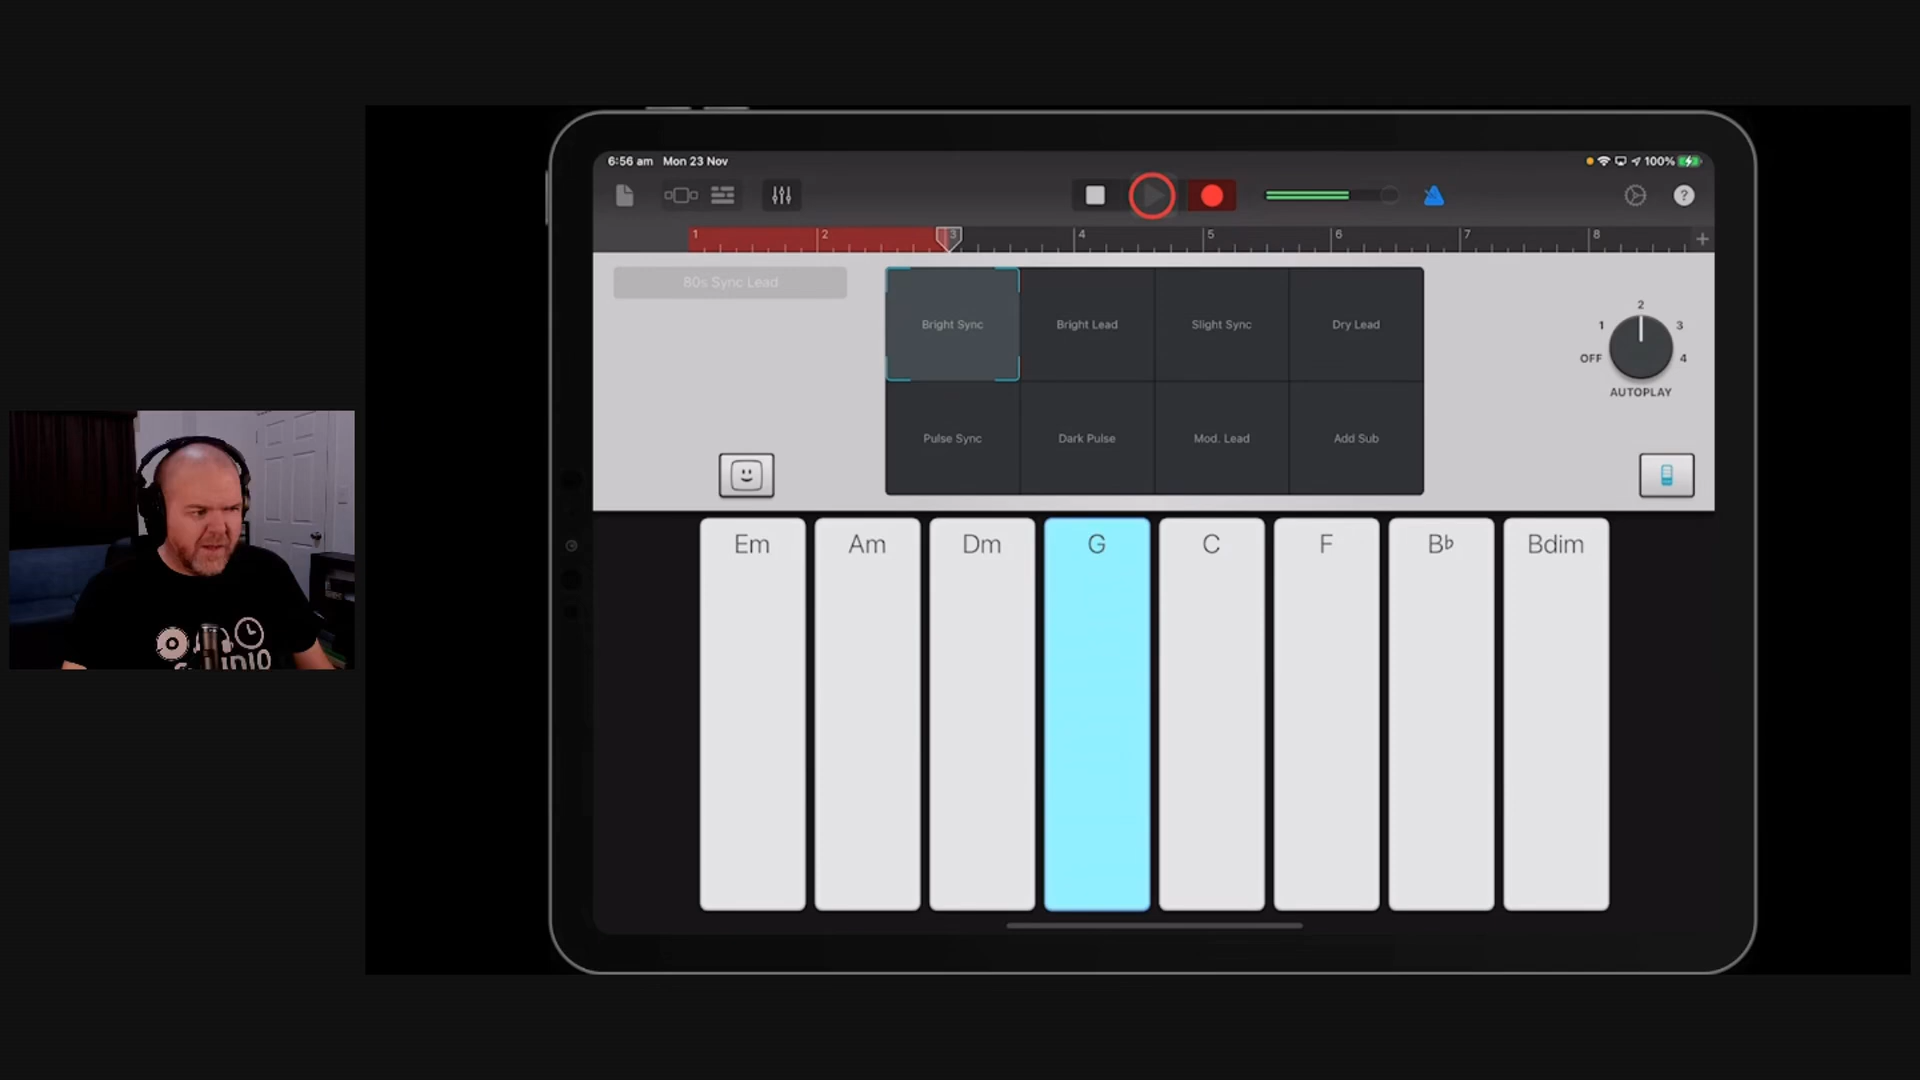 6:56 am Mon 23 Nov
100%
?
1 2 3 4 5 6 7 8 +
80s Sync Lead
Bright Sync Bright Lead Slight Sync Dry Lead
Pulse Sync Dark Pulse Mod. Lead Add Sub
2
1 3
OFF 4
AUTOPLAY
Em Am Dm G C F B♭ Bdim